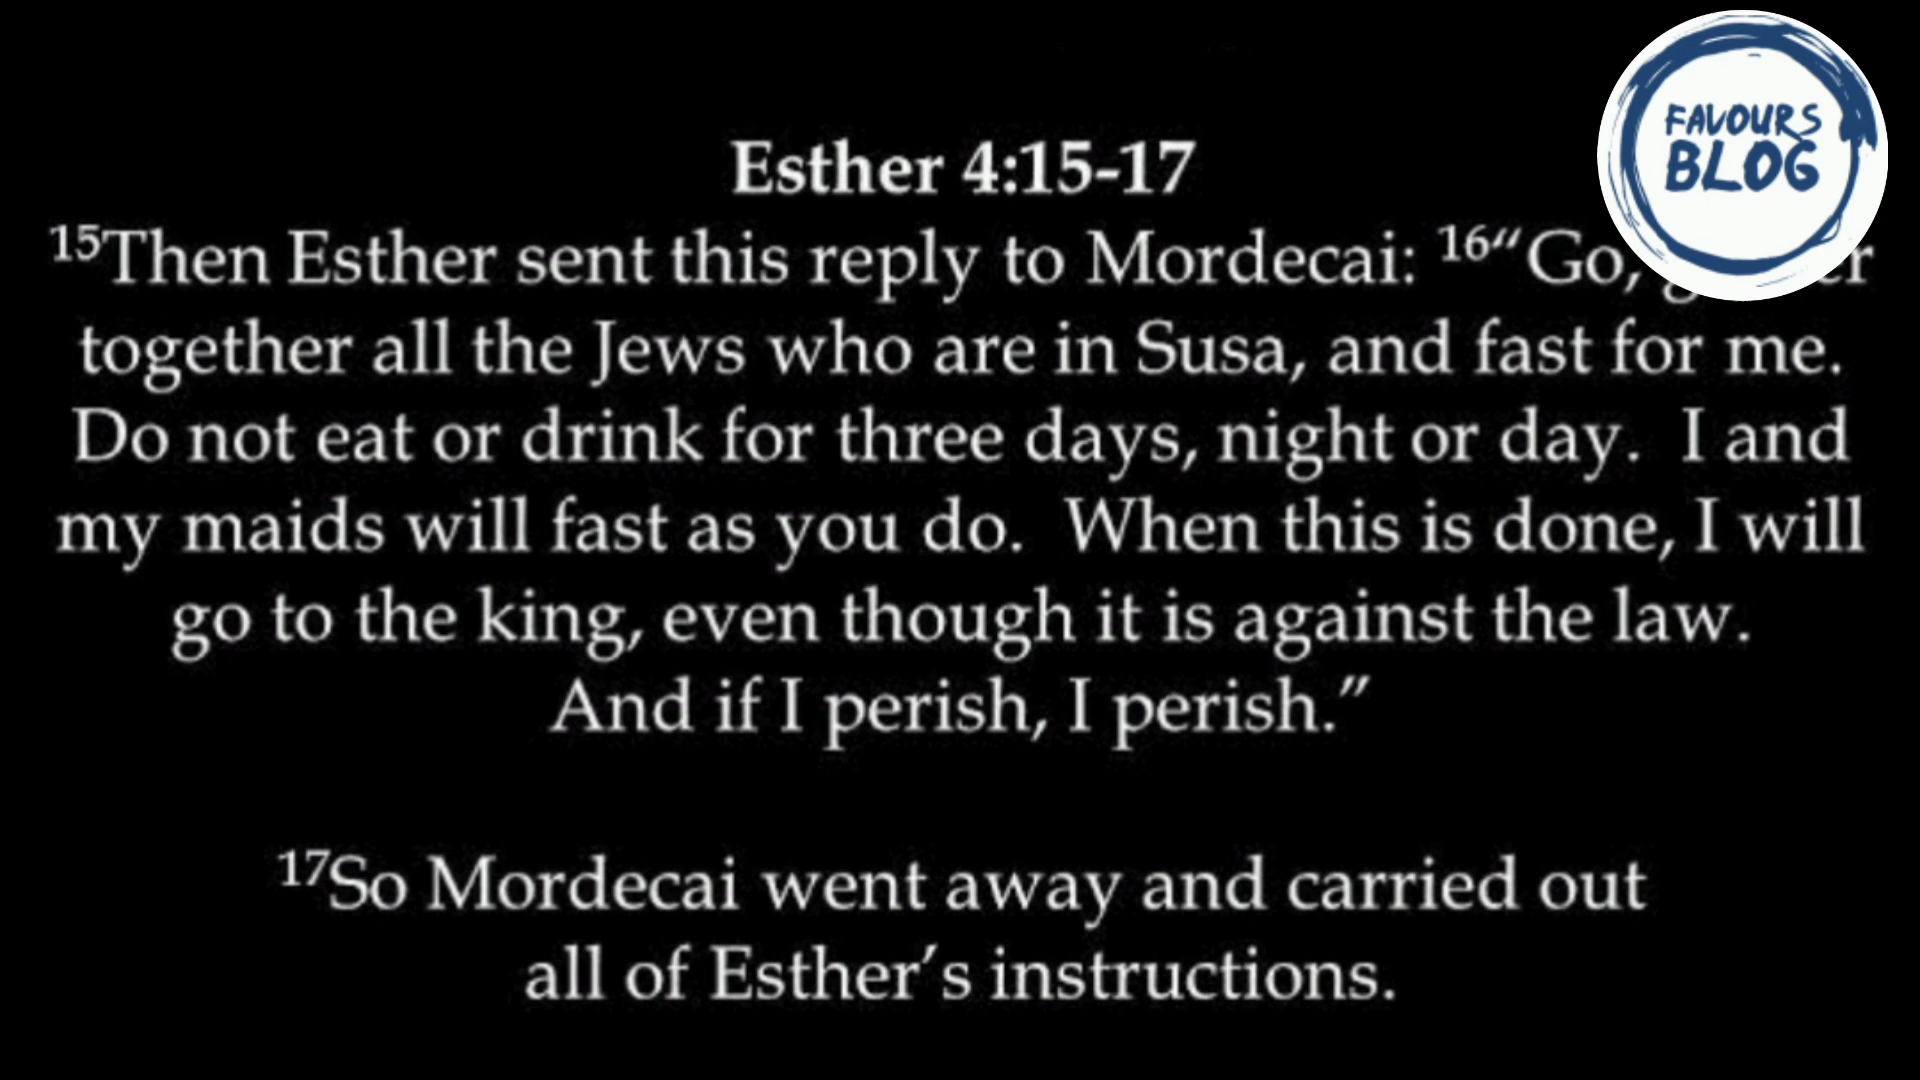 FAVOURS
BLOG
Esther 4:15-17
15Then Esther sent this reply to Mordecai: 16“Go,
together all the Jews who are in Susa, and fast for me.
Do not eat or drink for three days, night or day. I and
my maids will fast as you do. When this is done, I will
go to the king, even though it is against the law.
And if I perish, I perish.”
17So Mordecai went away and carried out
all of Esther’s instructions.